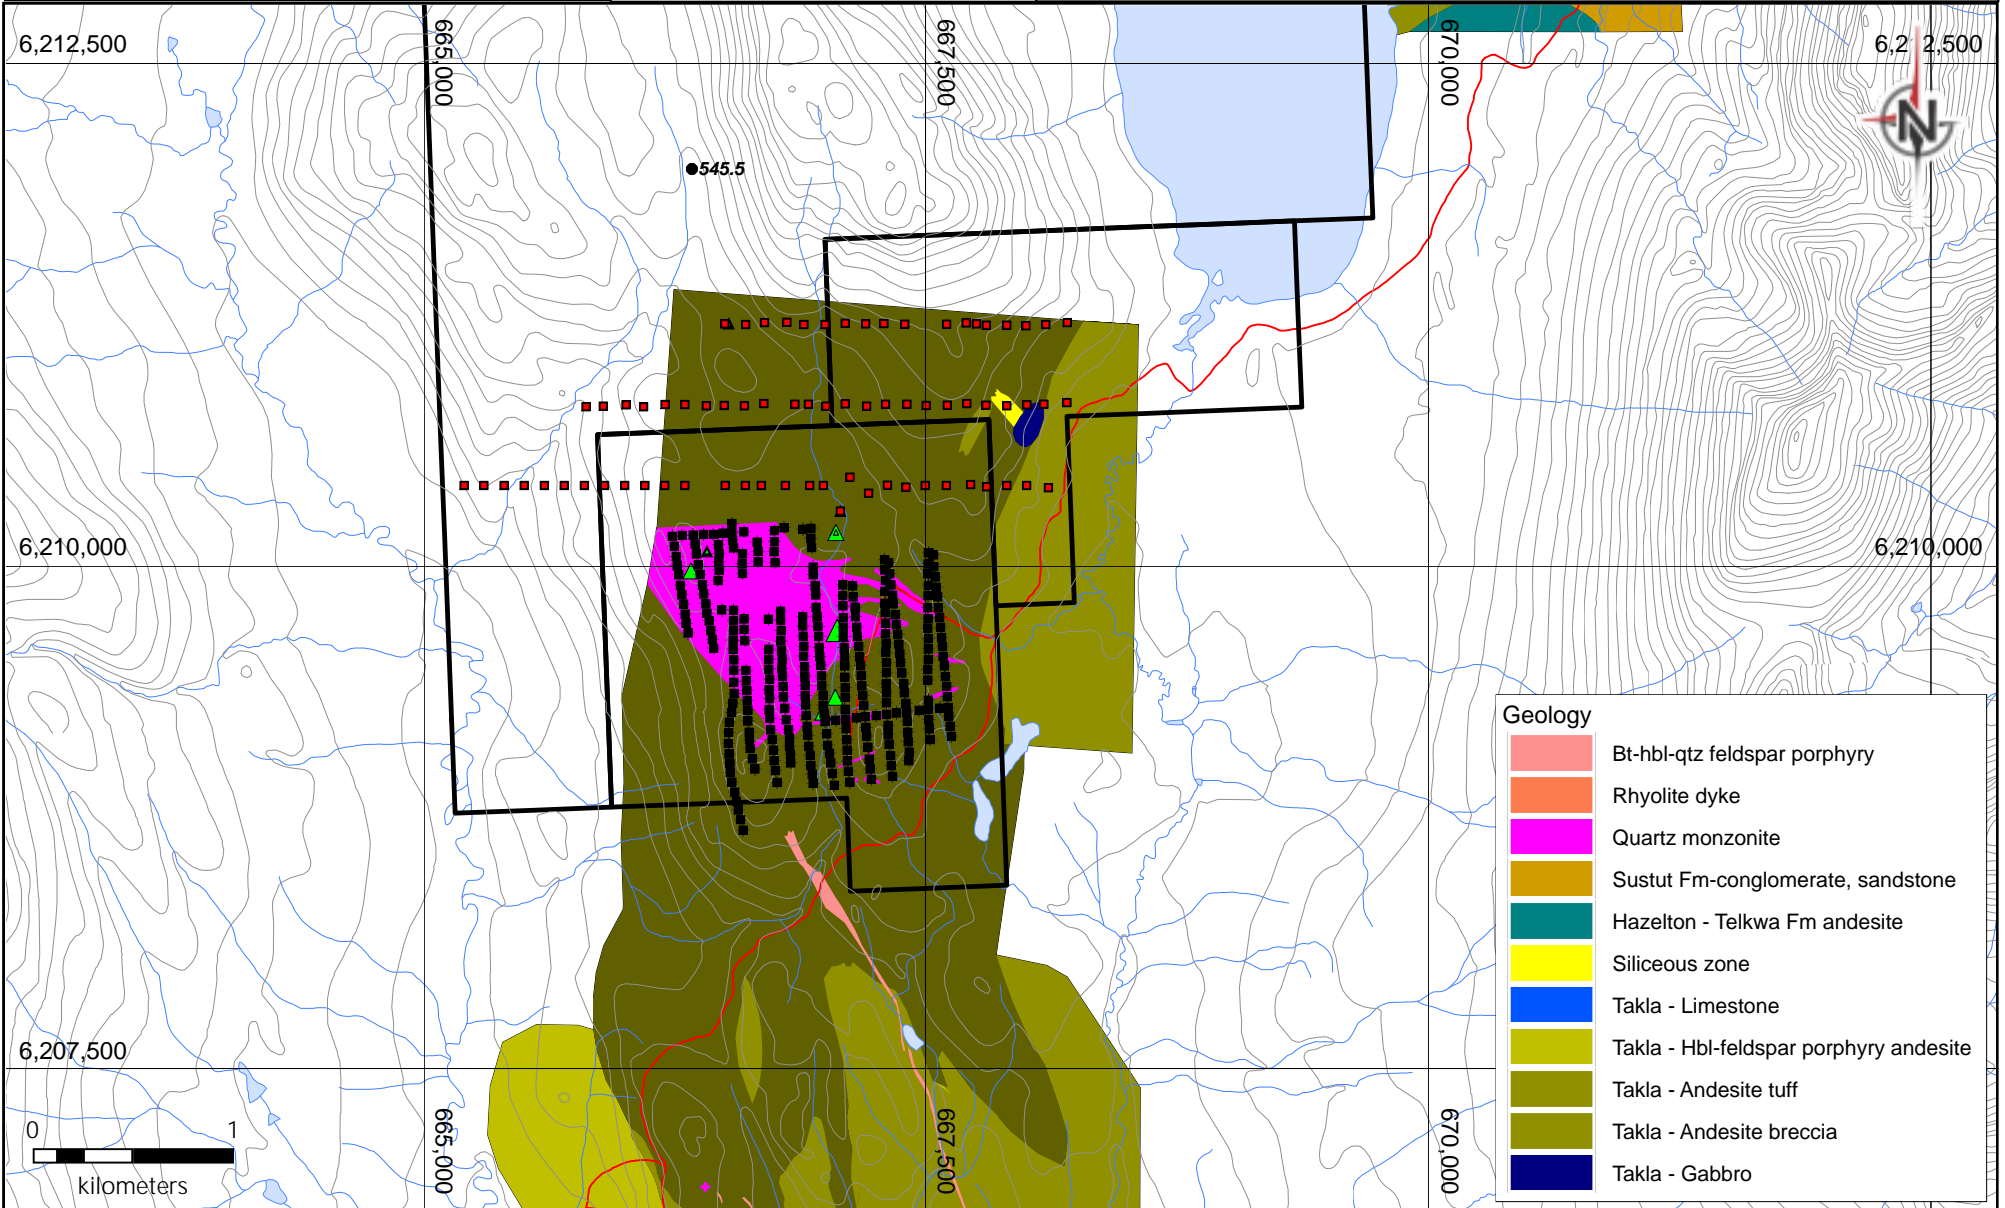 6,212,500
665,000
667,500
670,000
6,212,500
N
545.5
6,210,000
6,210,000
Geology
Bt-hbl-qtz feldspar porphyry
Rhyolite dyke
Quartz monzonite
Sustut Fm-conglomerate, sandstone
Hazelton - Telkwa Fm andesite
Siliceous zone
Takla - Limestone
Takla - Hbl-feldspar porphyry andesite
Takla - Andesite tuff
Takla - Andesite breccia
Takla - Gabbro
6,207,500
665,000
667,500
670,000
0 1
kilometers